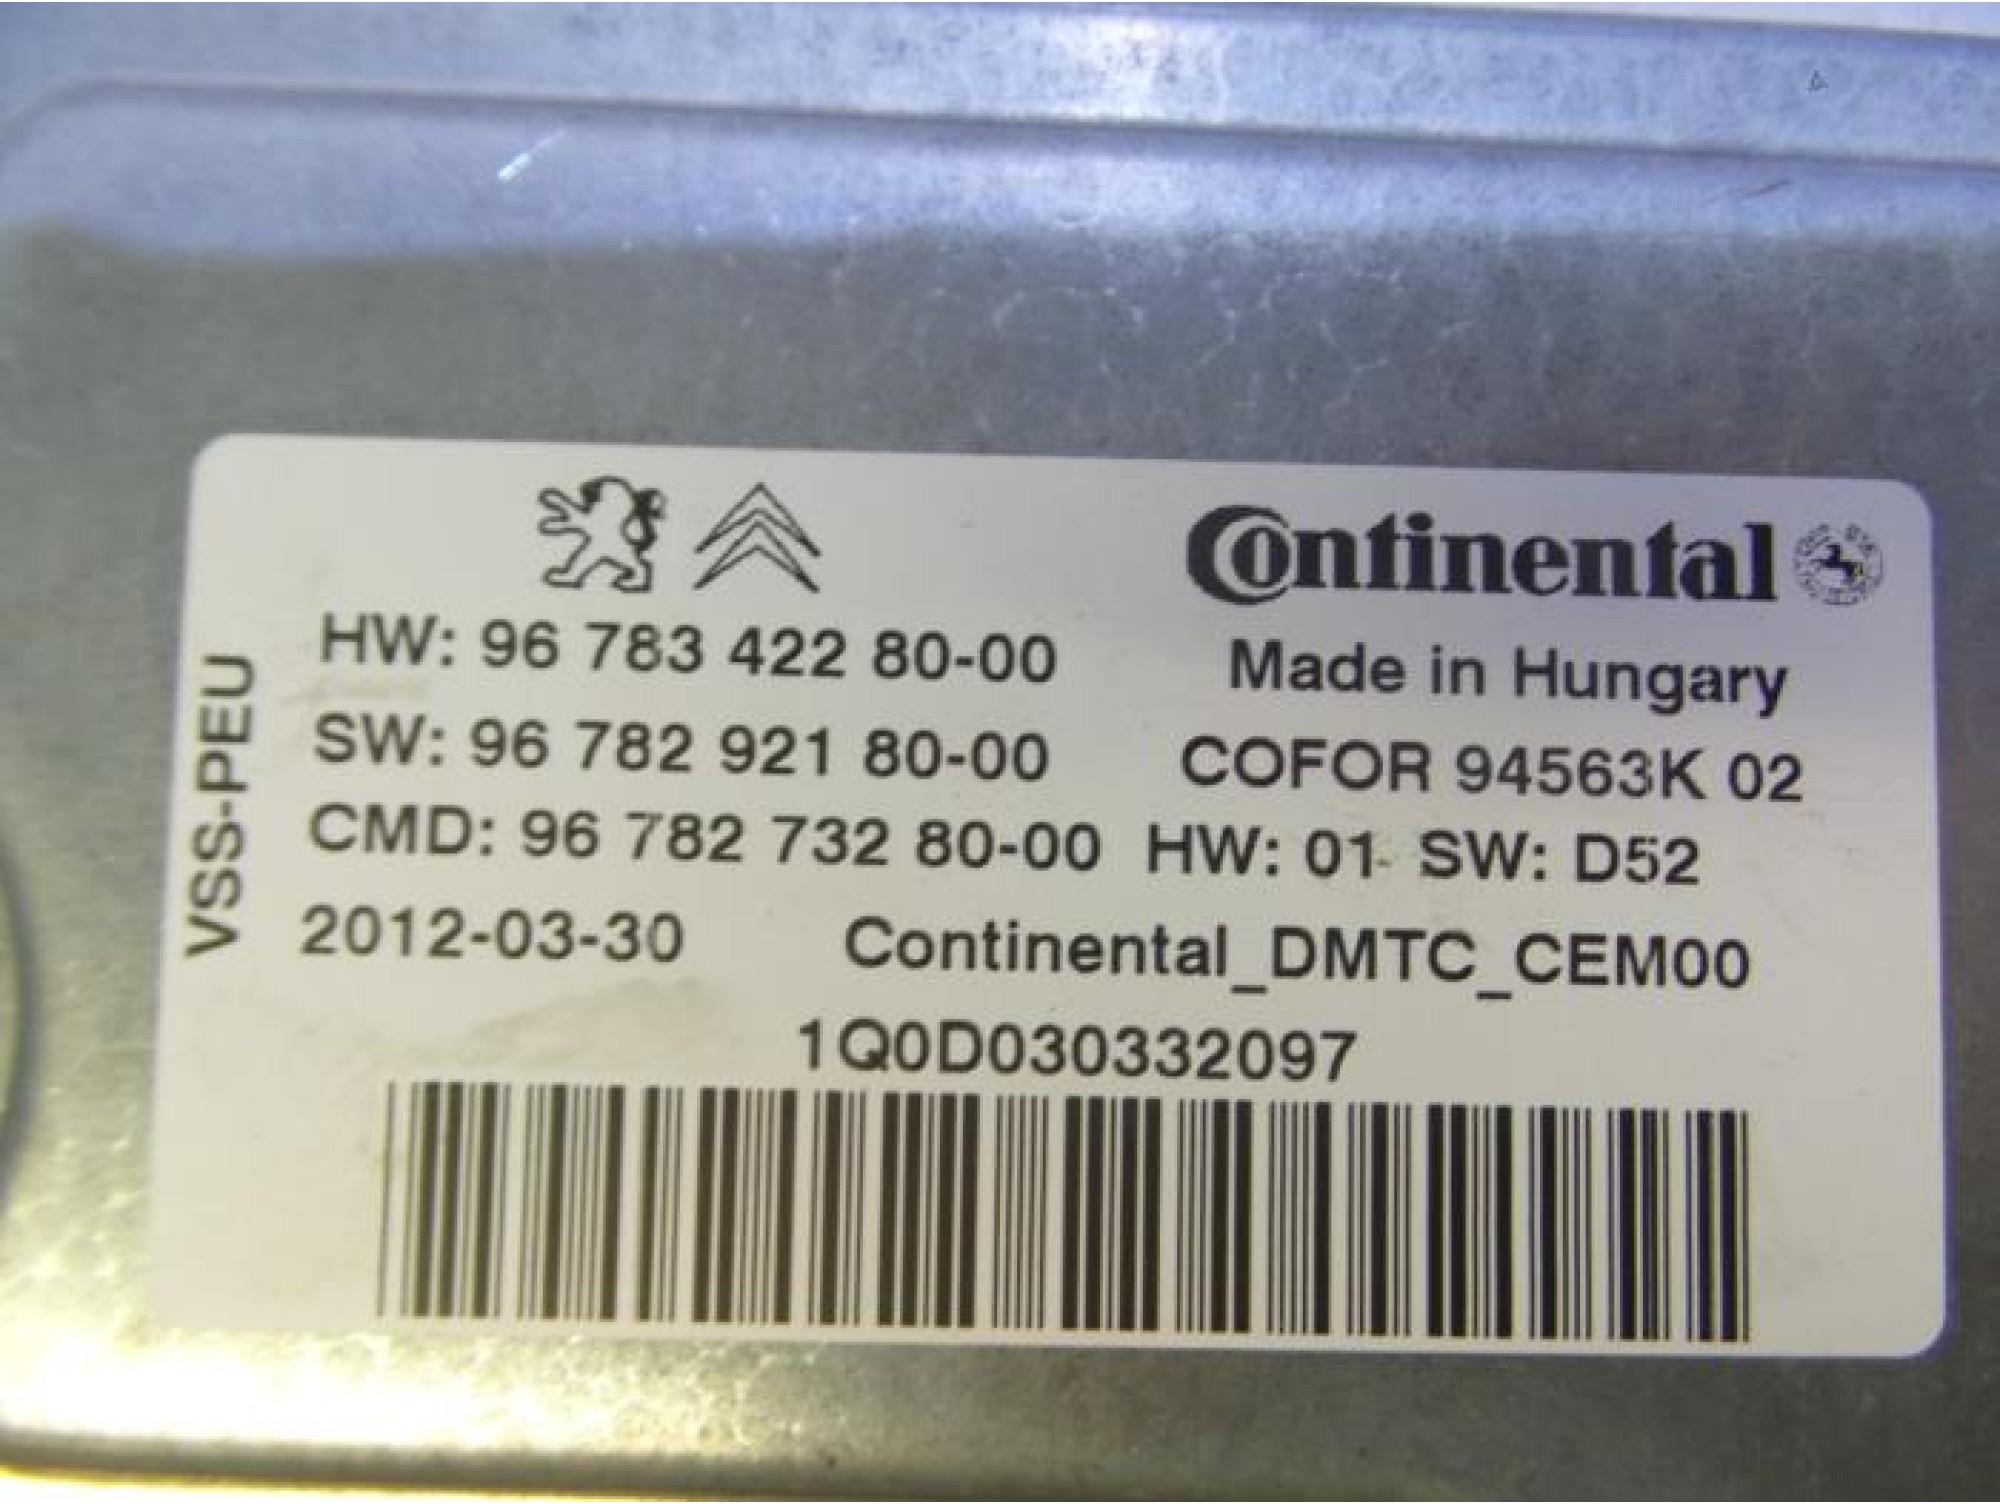 Continental
HW: 96 783 422 80-00
Made in Hungary
SW: 96 782 921 80-00
COFOR 94563K 02
CMD: 96 782 732 80-00
HW: 01 SW: D52
2012-03-30
Continental_DMTC_CEM00
1Q0D030332097
VSS-PEU